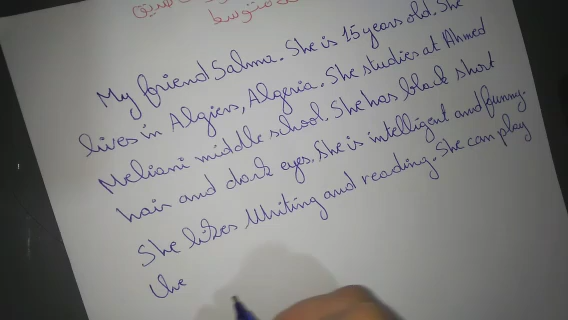 متوسط
My friend Salma. She is 15 years old. She
lives in Algiers, Algeria. She studies at Ahmed
Meliani middle school. She has black short
hair and dark eyes. She is intelligent and funny.
She likes Writing and reading. She can play
the